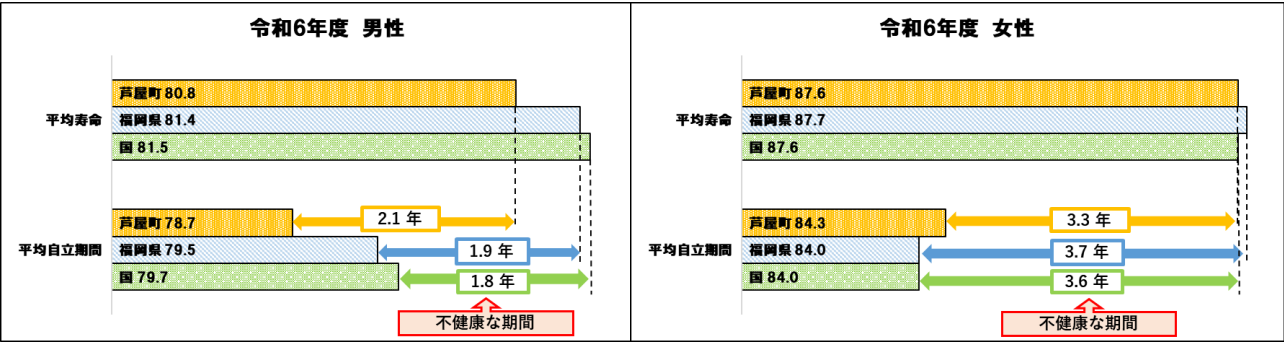 令和6年度 男性
平均寿命
芦屋町 80.8
福岡県 81.4
国 81.5
平均自立期間
芦屋町 78.7
福岡県 79.5
国 79.7
2.1 年
1.9 年
1.8 年
不健康な期間
令和6年度 女性
平均寿命
芦屋町 87.6
福岡県 87.7
国 87.6
平均自立期間
芦屋町 84.3
福岡県 84.0
国 84.0
3.3 年
3.7 年
3.6 年
不健康な期間